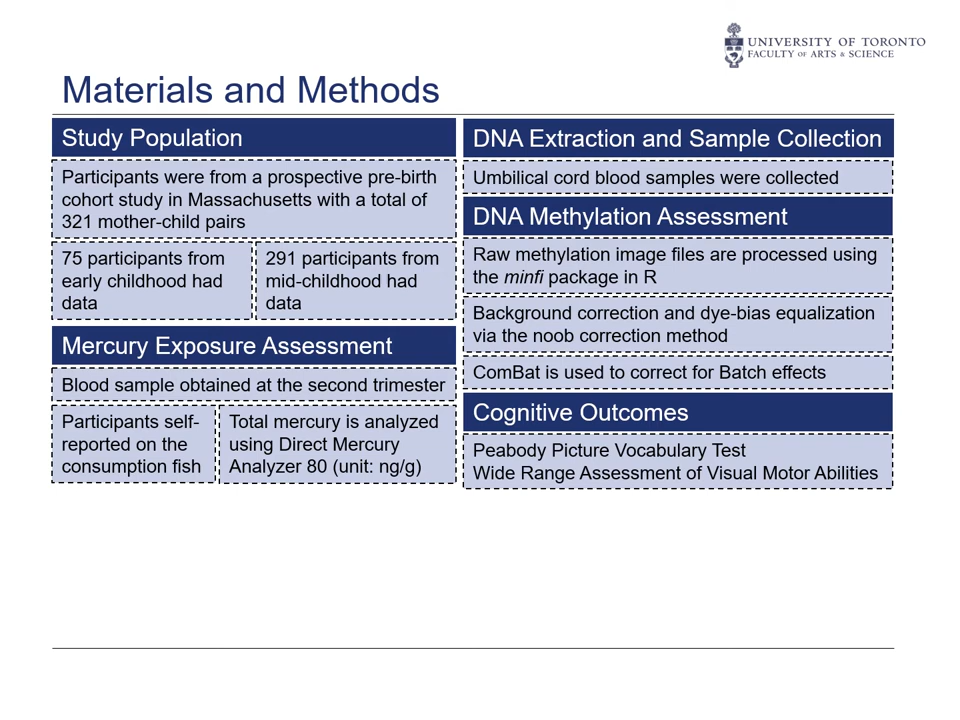 UNIVERSITY OF TORONTO
FACULTY OF ARTS & SCIENCE
Materials and Methods
Study Population
Participants were from a prospective pre-birth
cohort study in Massachusetts with a total of
321 mother-child pairs
75 participants from
early childhood had
data
291 participants from
mid-childhood had
data
Mercury Exposure Assessment
Blood sample obtained at the second trimester
Participants self-
reported on the
consumption fish
Total mercury is analyzed
using Direct Mercury
Analyzer 80 (unit: ng/g)
DNA Extraction and Sample Collection
Umbilical cord blood samples were collected
DNA Methylation Assessment
Raw methylation image files are processed using
the minfi package in R
Background correction and dye-bias equalization
via the noob correction method
ComBat is used to correct for Batch effects
Cognitive Outcomes
Peabody Picture Vocabulary Test
Wide Range Assessment of Visual Motor Abilities